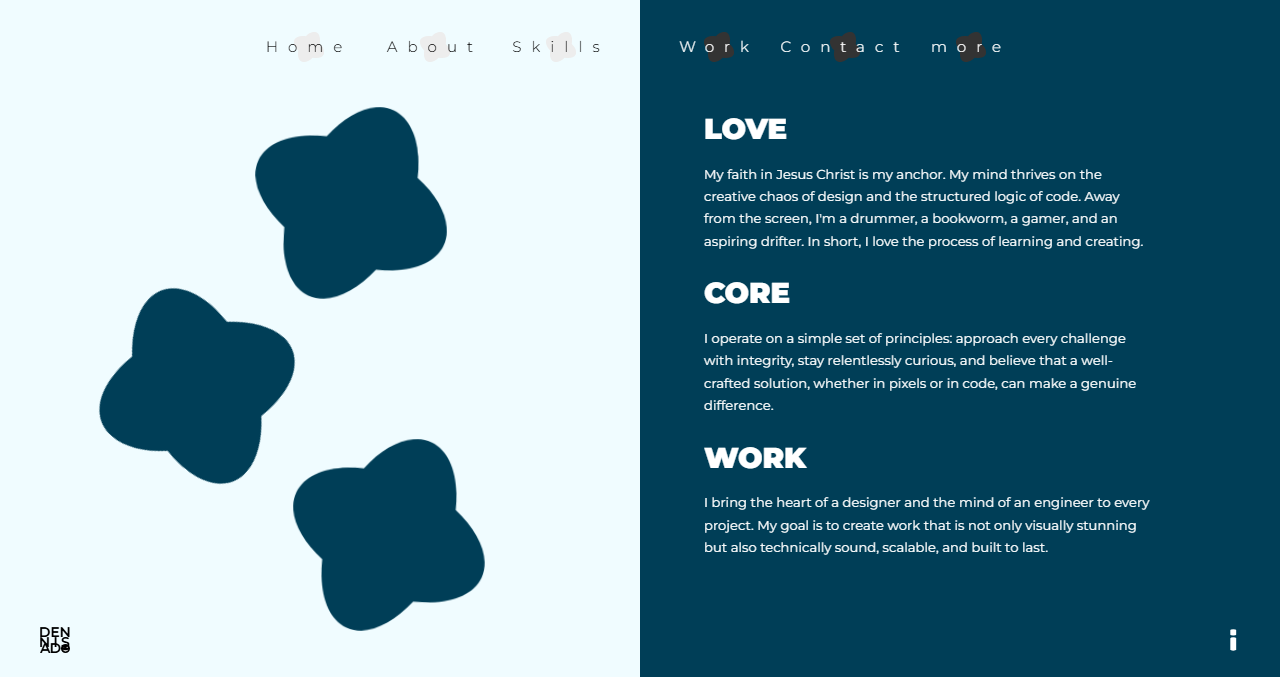 Home About Skills Work Contact more
LOVE
My faith in Jesus Christ is my anchor. My mind thrives on the
creative chaos of design and the structured logic of code. Away
from the screen, I'm a drummer, a bookworm, a gamer, and an
aspiring drifter. In short, I love the process of learning and creating.
CORE
I operate on a simple set of principles: approach every challenge
with integrity, stay relentlessly curious, and believe that a well-
crafted solution, whether in pixels or in code, can make a genuine
difference.
WORK
I bring the heart of a designer and the mind of an engineer to every
project. My goal is to create work that is not only visually stunning
but also technically sound, scalable, and built to last.
DEN
NTS
ADo
i